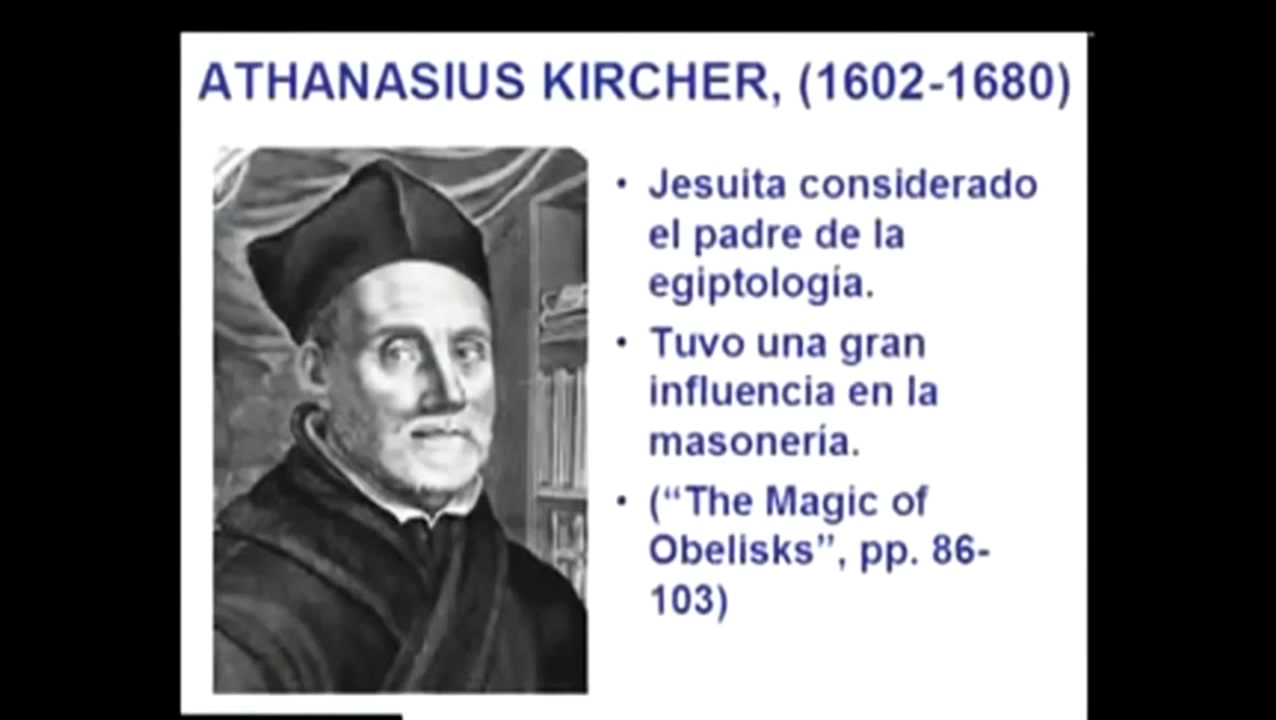 ATHANASIUS KIRCHER, (1602-1680)
• Jesuita considerado
el padre de la
egiptología.
• Tuvo una gran
influencia en la
masonería.
• (“The Magic of
Obelisks”, pp. 86-
103)